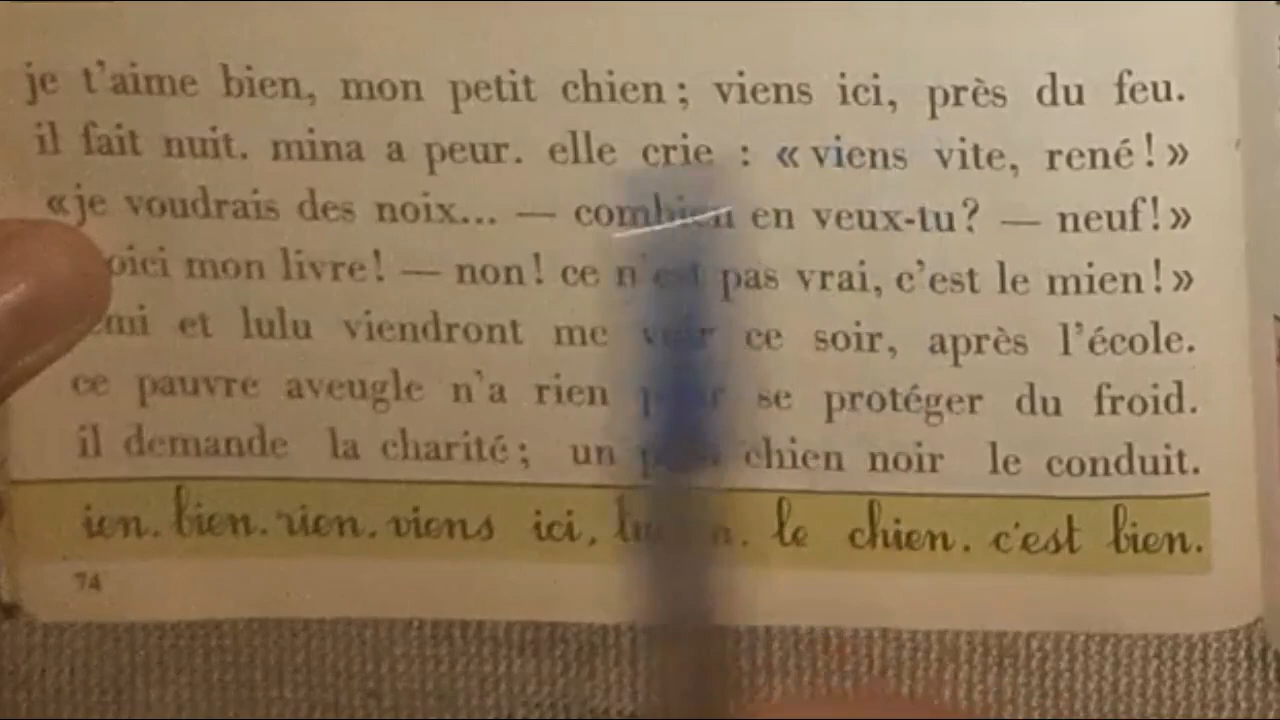 je t'aime bien, mon petit chien ; viens ici, près du feu.
il fait nuit. mina a peur. elle crie : « viens vite, rené ! »
« je voudrais des noix... — combien en veux-tu ? — neuf ! »
mon livre ! — non ! ce n'est pas vrai, c'est le mien ! »
et lulu viendront me voir ce soir, après l'école.
ce pauvre aveugle n'a rien pour se protéger du froid.
il demande la charité ; un chien noir le conduit.
ien. bien. rien. viens ici, le chien. c'est bien.
74